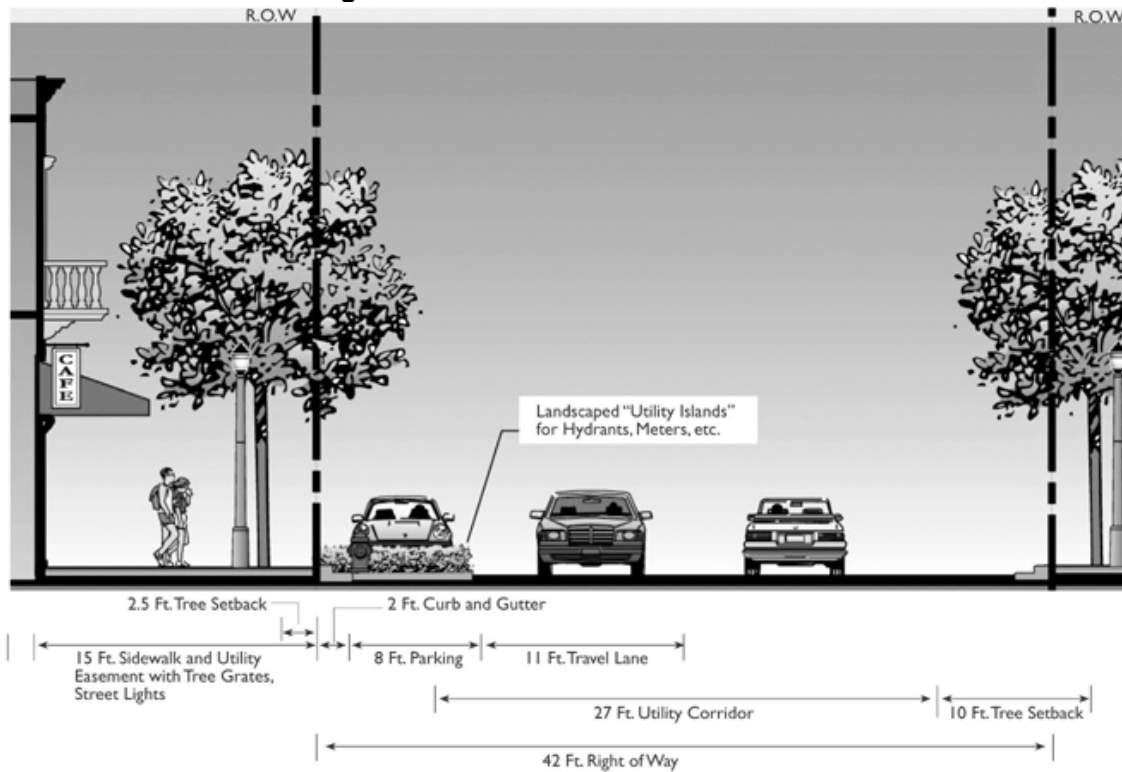 R.O.W
R.O.W
CAFE
Landscaped “Utility Islands”
for Hydrants, Meters, etc.
2.5 Ft. Tree Setback
2 Ft. Curb and Gutter
15 Ft. Sidewalk and Utility
Easement with Tree Grates,
Street Lights
8 Ft. Parking
11 Ft. Travel Lane
27 Ft. Utility Corridor
10 Ft. Tree Setback
42 Ft. Right of Way